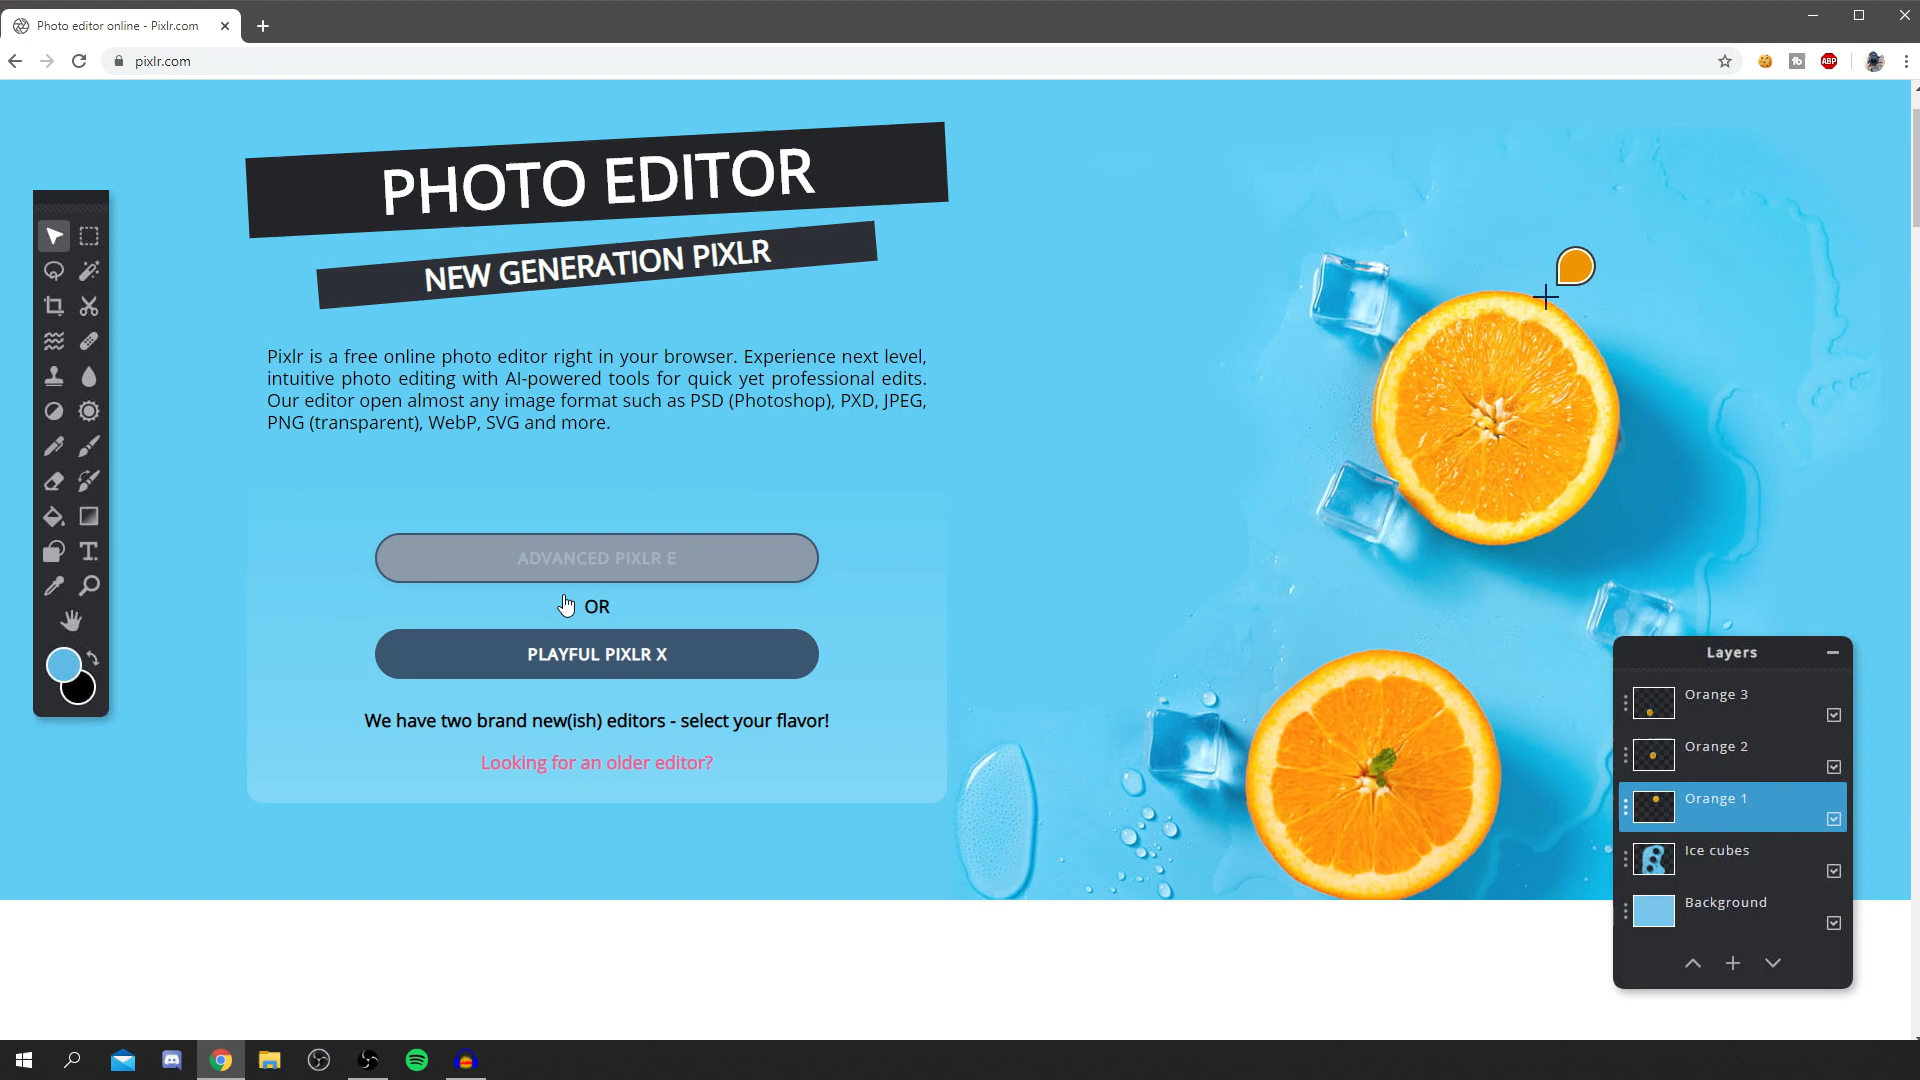 Photo editor online - Pixlr.com
pixlr.com
ABP
PHOTO EDITOR
NEW GENERATION PIXLR
Pixlr is a free online photo editor right in your browser. Experience next level,
intuitive photo editing with AI-powered tools for quick yet professional edits.
Our editor open almost any image format such as PSD (Photoshop), PXD, JPEG,
PNG (transparent), WebP, SVG and more.
ADVANCED PIXLR E
OR
PLAYFUL PIXLR X
We have two brand new(ish) editors - select your flavor!
Looking for an older editor?
Layers
Orange 3
Orange 2
Orange 1
Ice cubes
Background